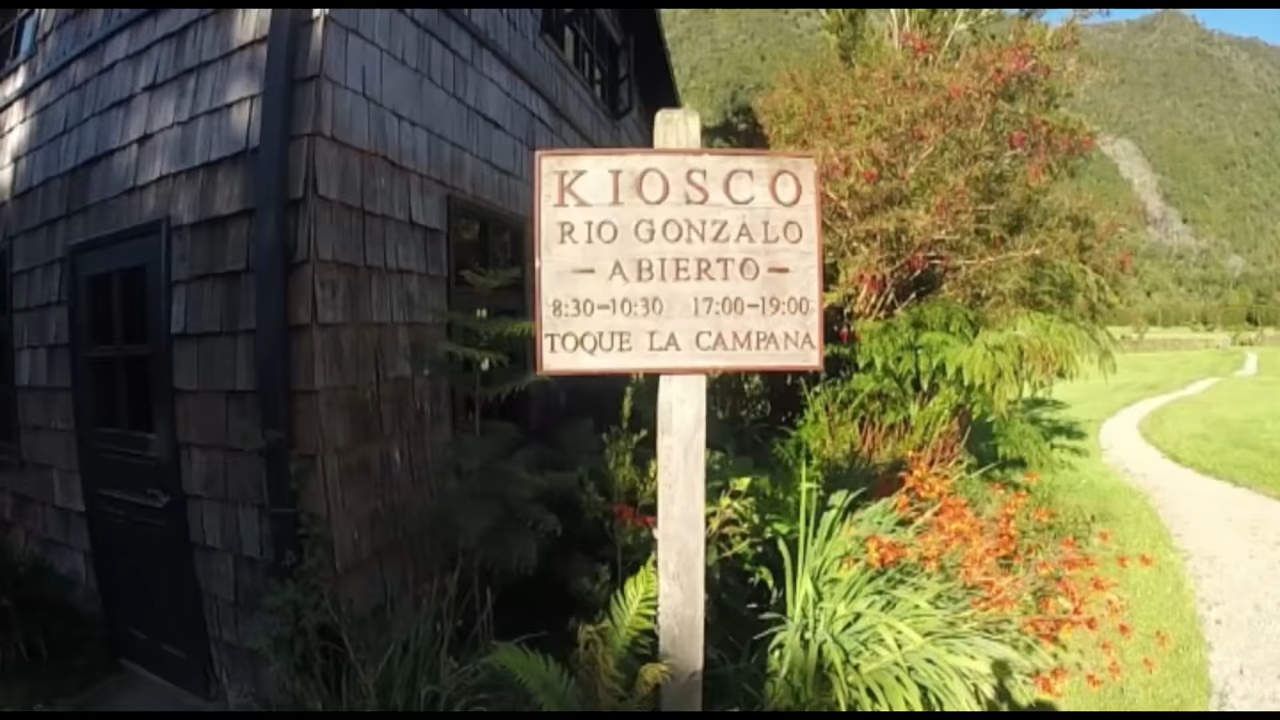 KIOSCO
RIO GONZALO
- ABIERTO -
8:30-10:30 17:00-19:00
TOQUE LA CAMPANA